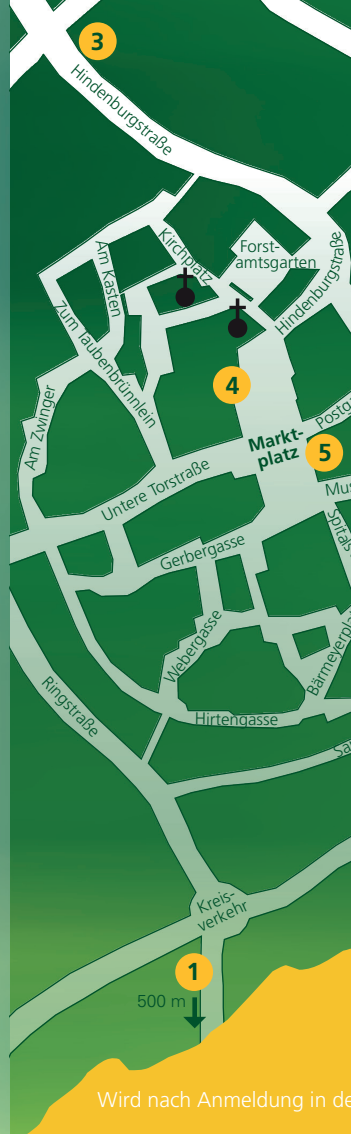 3
Hindenburgstraße
Kirchplatz
Forst-
amtsgarten
Am Kasten
Hindenburgstraße
Zum Taubenbrünnlein
4
Am Zwinger
Markt-
platz
5
Untere Torstraße
Gerbergasse
Webergasse
Ringstraße
Hirtengasse
Kreis-
verkehr
1
500 m
Wird nach Anmeldung in